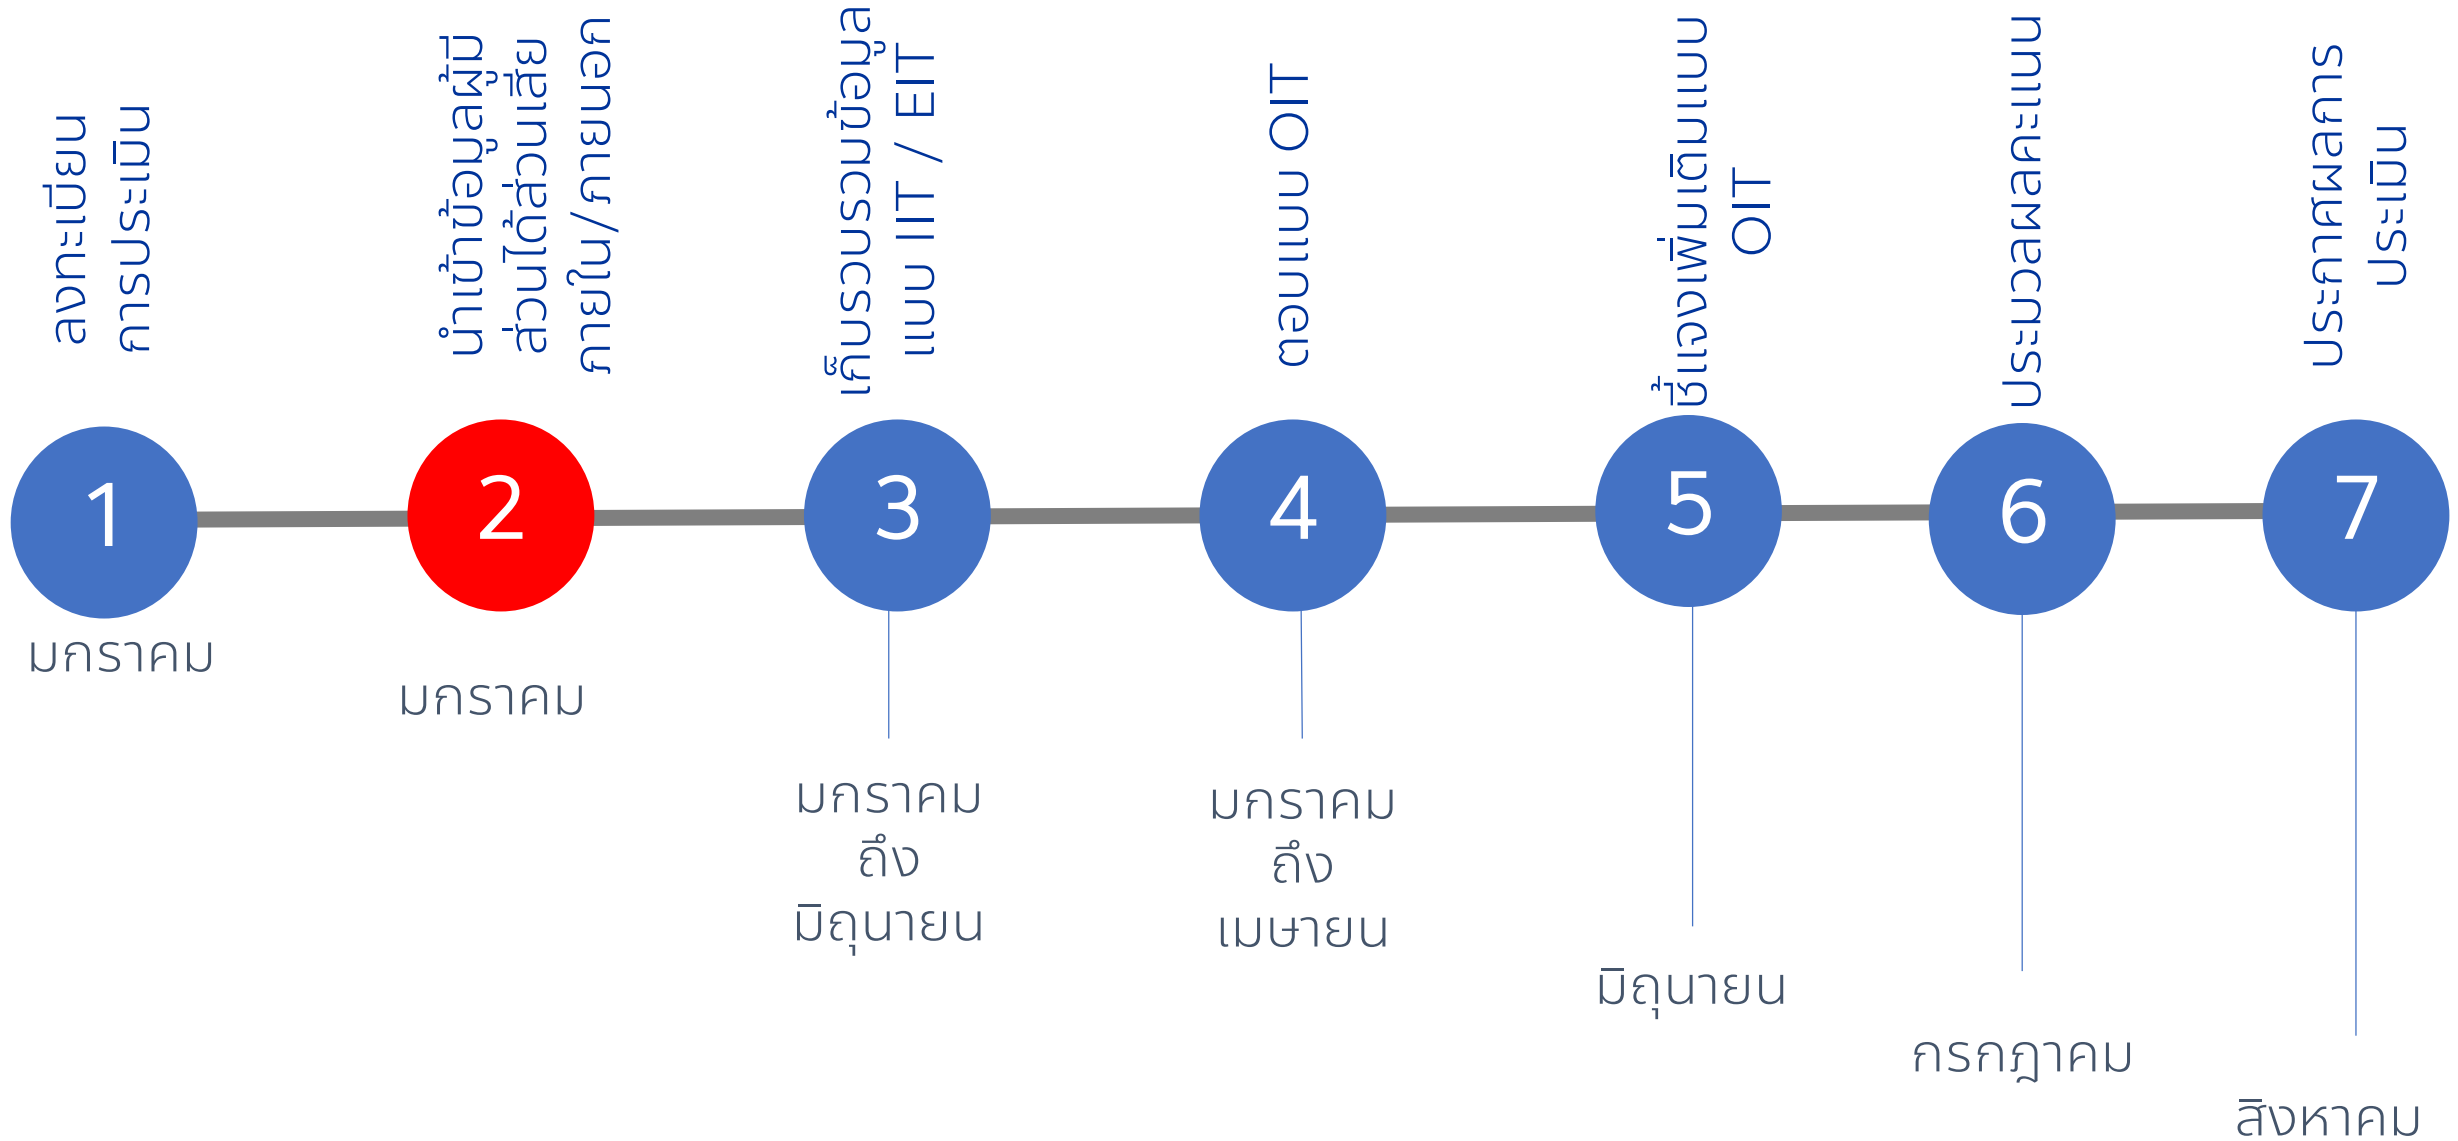 ลงทะเบียน
การประเมิน
นำเข้าข้อมูลผู้มี
ส่วนได้ส่วนเสีย
ภายใน/ภายนอก
เก็บรวบรวมข้อมูล
แบบ IIT / EIT
ตอบแบบ OIT
ชี้แจงเพิ่มเติมแบบ
OIT
ประมวลผลคะแนน
ประกาศผลการ
ประเมิน
1
2
3
4
5
6
7
มกราคม
มกราคม
มกราคม
ถึง
มิถุนายน
มกราคม
ถึง
เมษายน
มิถุนายน
กรกฎาคม
สิงหาคม